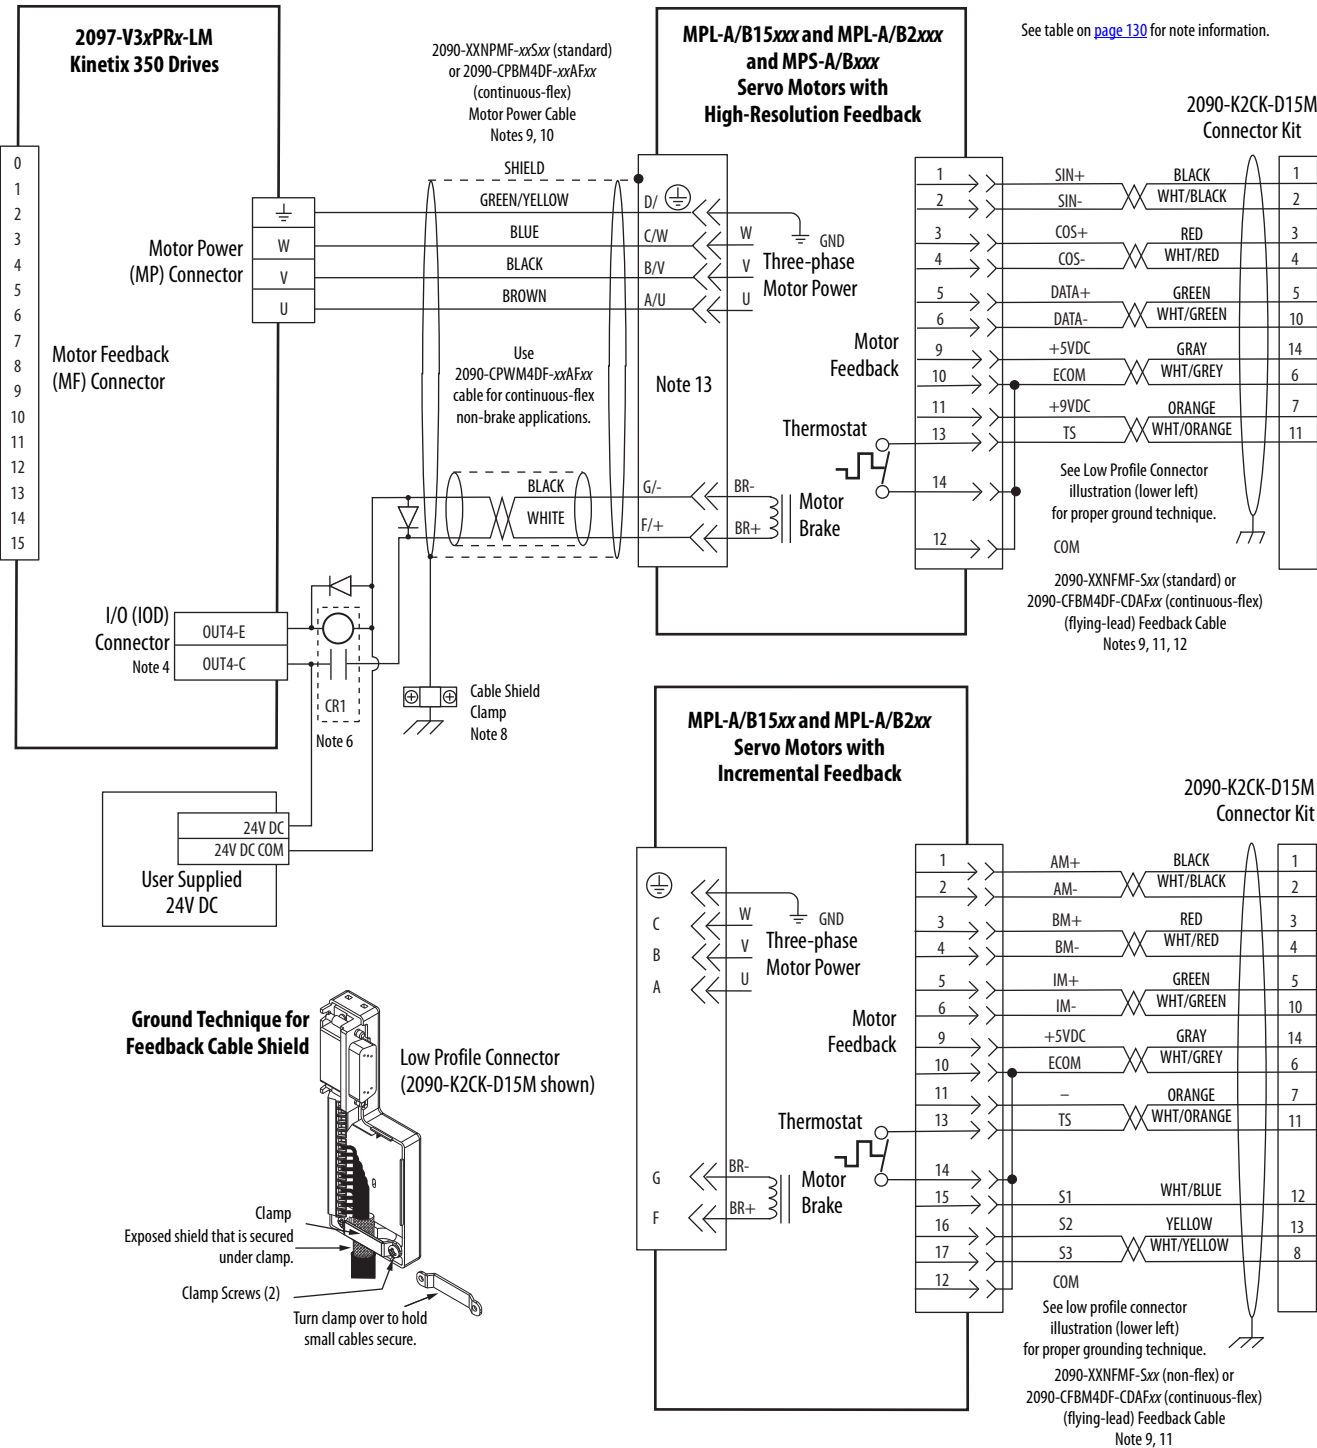 2097-V3xPRx-LM
Kinetix 350 Drives
0
1
2
3
4
5
6
7
8
9
10
11
12
13
14
15
Motor Power
(MP) Connector
W
V
U
Motor Feedback
(MF) Connector
I/O (IOD)
Connector
Note 4
OUT4-E
OUT4-C
CR1
Note 6
24V DC
24V DC COM
User Supplied
24V DC
2090-XXNPMF-xxSxx (standard)
or 2090-CPBM4DF-xxAFxx
(continuous-flex)
Motor Power Cable
Notes 9, 10
SHIELD
GREEN/YELLOW
BLUE
BLACK
BROWN
Use
2090-CPWM4DF-xxAFxx
cable for continuous-flex
non-brake applications.
BLACK
WHITE
Cable Shield
Clamp
Note 8
MPL-A/B15xxx and MPL-A/B2xxx
and MPS-A/Bxxx
Servo Motors with
High-Resolution Feedback
D/
C/W
B/V
A/U
Note 13
G/-
F/+
W
V
U
GND
Three-phase
Motor Power
Motor
Feedback
Thermostat
BR-
BR+
Motor
Brake
1
2
3
4
5
6
9
10
11
13
14
12
See table on page 130 for note information.
2090-K2CK-D15M
Connector Kit
SIN+ BLACK 1
SIN- WHT/BLACK 2
COS+ RED 3
COS- WHT/RED 4
DATA+ GREEN 5
DATA- WHT/GREEN 10
+5VDC GRAY 14
ECOM WHT/GREY 6
+9VDC ORANGE 7
TS WHT/ORANGE 11
See Low Profile Connector
illustration (lower left)
for proper ground technique.
COM
2090-XXNFMF-Sxx (standard) or
2090-CFBM4DF-CDAFxx (continuous-flex)
(flying-lead) Feedback Cable
Notes 9, 11, 12
MPL-A/B15xx and MPL-A/B2xx
Servo Motors with
Incremental Feedback
C
B
A
G
F
W
V
U
GND
Three-phase
Motor Power
Motor
Feedback
Thermostat
BR-
BR+
Motor
Brake
1
2
3
4
5
6
9
10
11
13
14
15
16
17
12
2090-K2CK-D15M
Connector Kit
AM+ BLACK 1
AM- WHT/BLACK 2
BM+ RED 3
BM- WHT/RED 4
IM+ GREEN 5
IM- WHT/GREEN 10
+5VDC GRAY 14
ECOM WHT/GREY 6
– ORANGE 7
TS WHT/ORANGE 11
S1 WHT/BLUE 12
S2 YELLOW 13
S3 WHT/YELLOW 8
COM
See low profile connector
illustration (lower left)
for proper grounding technique.
2090-XXNFMF-Sxx (non-flex) or
2090-CFBM4DF-CDAFxx (continuous-flex)
(flying-lead) Feedback Cable
Note 9, 11
Ground Technique for
Feedback Cable Shield
Low Profile Connector
(2090-K2CK-D15M shown)
Clamp
Exposed shield that is secured
under clamp.
Clamp Screws (2)
Turn clamp over to hold
small cables secure.